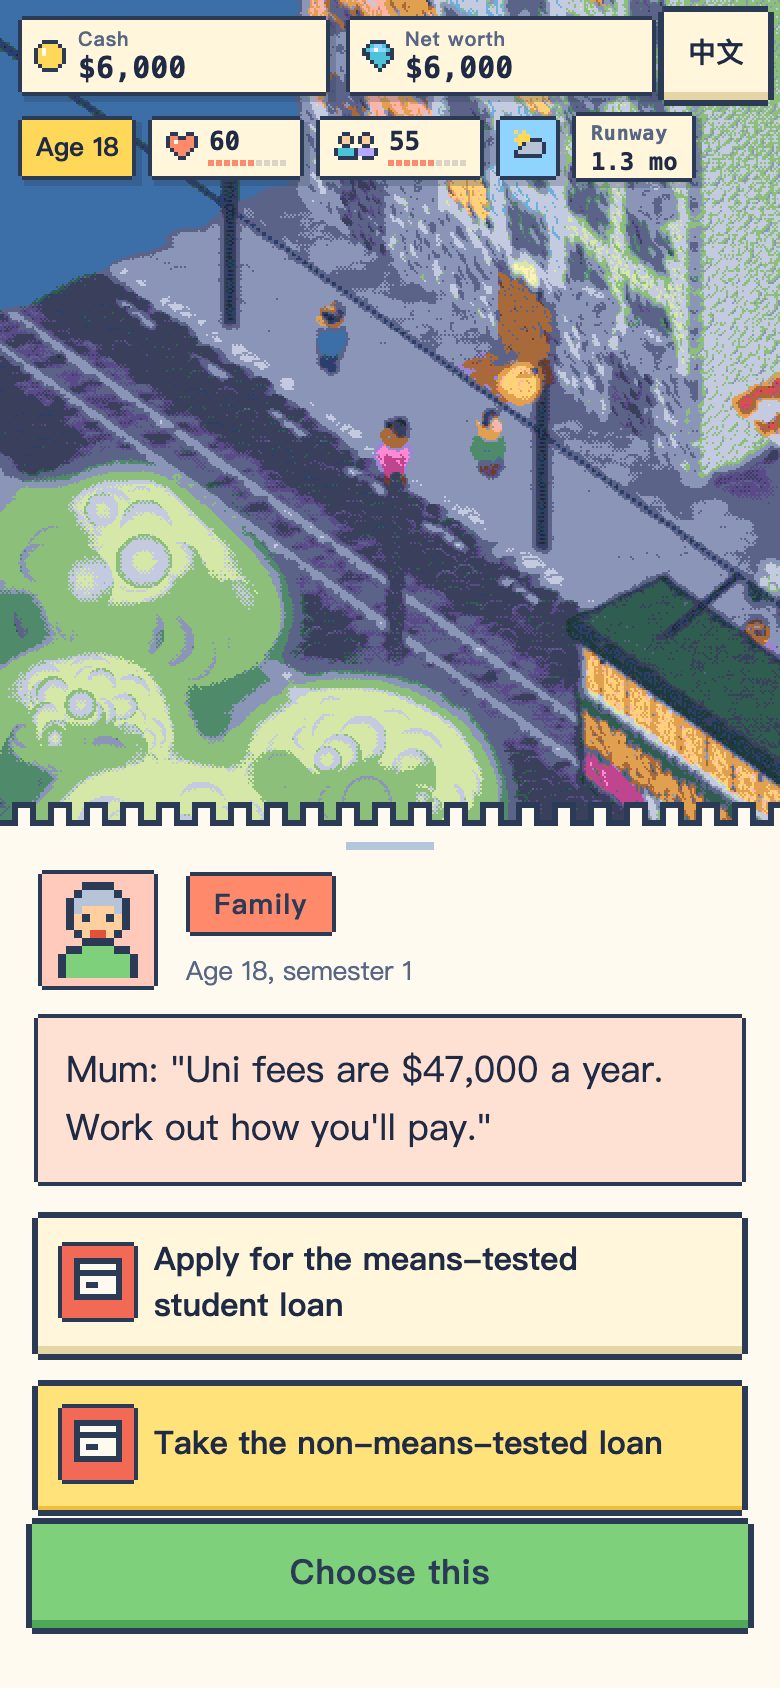 Cash
$6,000
Net worth
$6,000
中文
Age 18
60
55
Runway
1.3 mo
Family
Age 18, semester 1
Mum: "Uni fees are $47,000 a year.
Work out how you'll pay."
Apply for the means-tested
student loan
Take the non-means-tested loan
Choose this